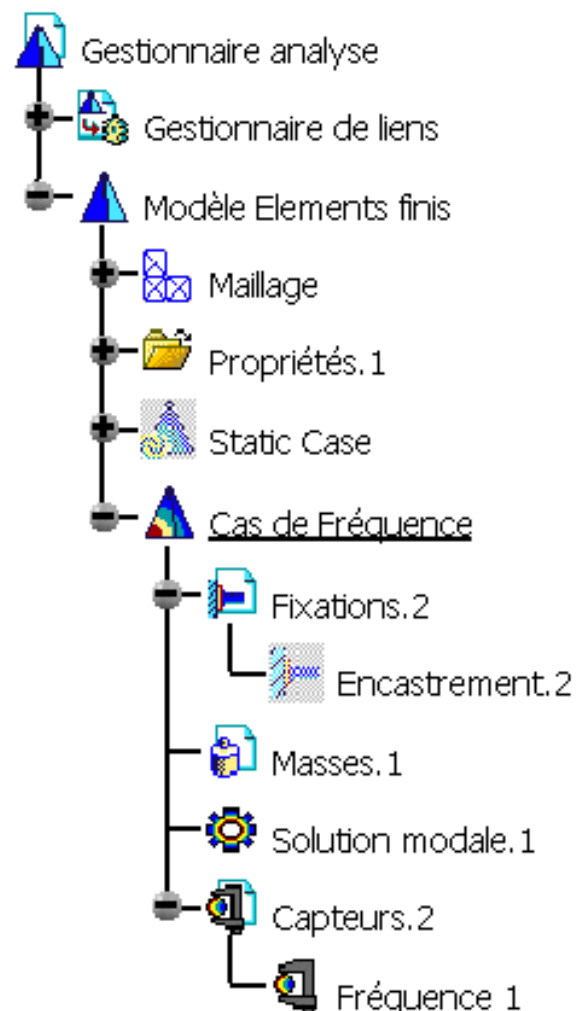 Gestionnaire analyse
Gestionnaire de liens
Modèle Elements finis
Maillage
Propriétés.1
Static Case
Cas de Fréquence
Fixations.2
Encastrement.2
Masses.1
Solution modale.1
Capteurs.2
Fréquence 1